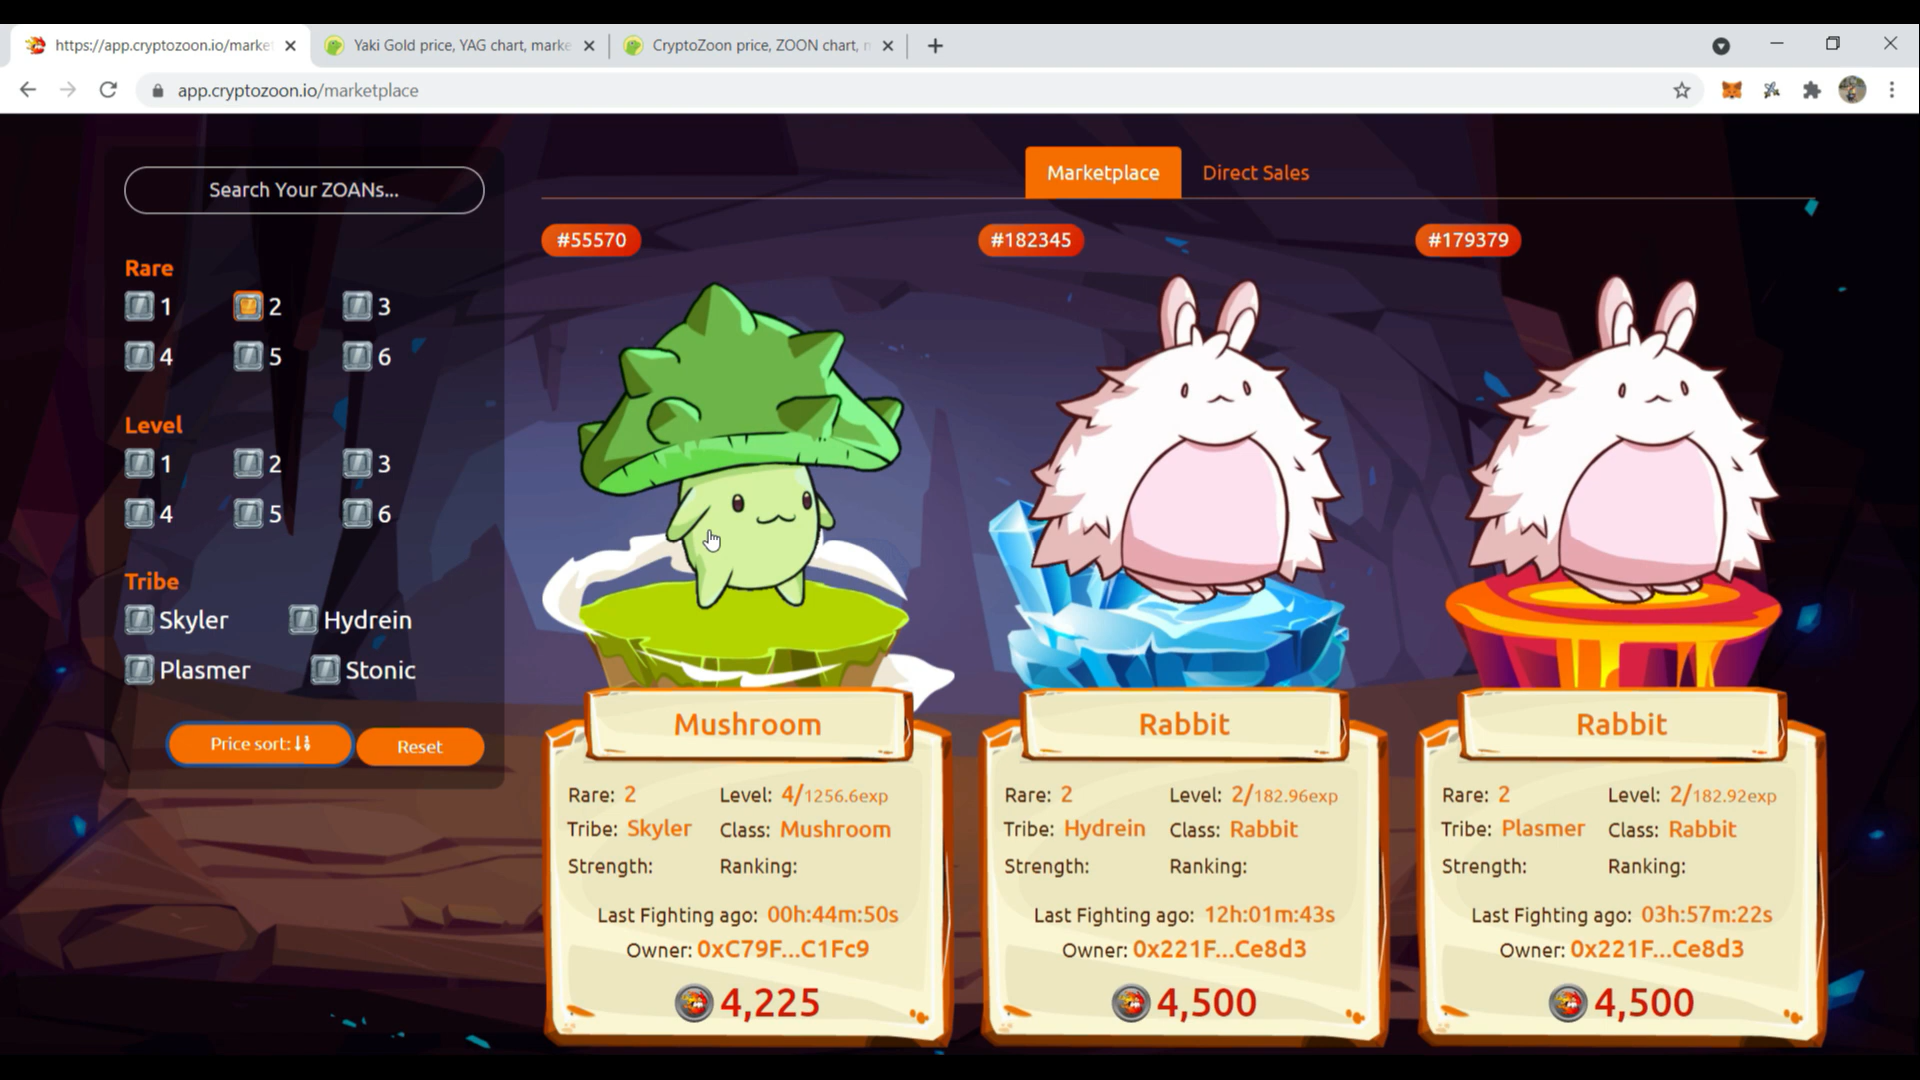 https://app.cryptozoon.io/market
Yaki Gold price, YAG chart, marke
CryptoZoon price, ZOON chart, m
app.cryptozoon.io/marketplace
Search Your ZOANs...
Marketplace
Direct Sales
Rare
1
2
3
4
5
6
Level
1
2
3
4
5
6
Tribe
Skyler
Hydrein
Plasmer
Stonic
Price sort:
Reset
#55570
Mushroom
Rare: 2
Level: 4/1256.6exp
Tribe: Skyler
Class: Mushroom
Strength:
Ranking:
Last Fighting ago: 00h:44m:50s
Owner: 0xC79F...C1Fc9
4,225
#182345
Rabbit
Rare: 2
Level: 2/182.96exp
Tribe: Hydrein
Class: Rabbit
Strength:
Ranking:
Last Fighting ago: 12h:01m:43s
Owner: 0x221F...Ce8d3
4,500
#179379
Rabbit
Rare: 2
Level: 2/182.92exp
Tribe: Plasmer
Class: Rabbit
Strength:
Ranking:
Last Fighting ago: 03h:57m:22s
Owner: 0x221F...Ce8d3
4,500